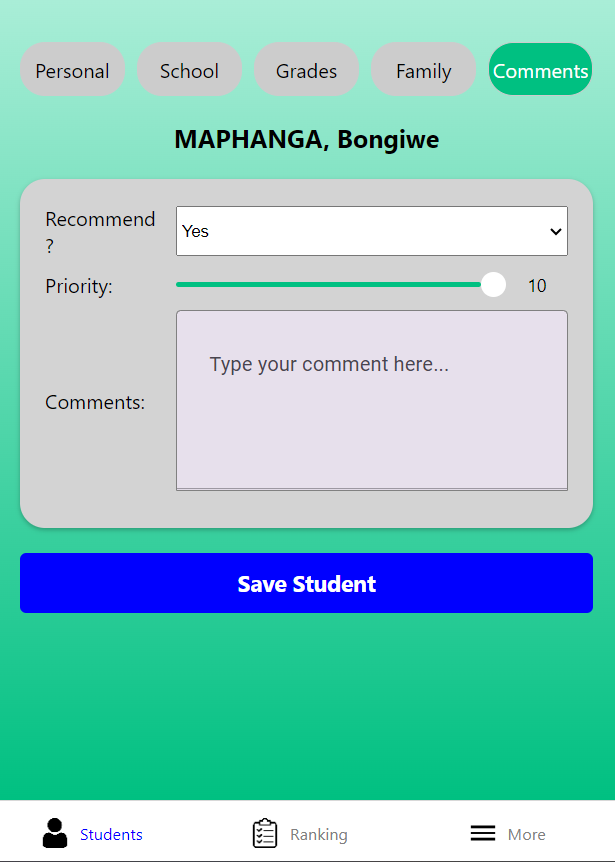 Personal School Grades Family Comments
MAPHANGA, Bongiwe
Recommend
?
Yes
Priority: 10
Type your comment here...
Comments:
Save Student
Students Ranking More